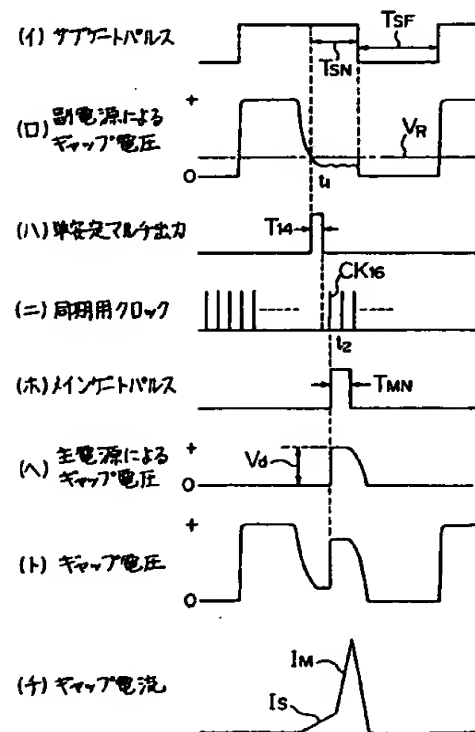 (イ) サブゲートパルス
TSF
TSN
(ロ) 副電源による
ギャップ電圧
+
VR
0
t1
(ハ) 単安定マルチ出力
T14
CK16
(ニ) 同期用クロック
t2
(ホ) メインゲートパルス
TMN
(ヘ) 主電源による
ギャップ電圧
+
Vd
0
(ト) ギャップ電圧
+
0
(チ) ギャップ電流
IM
IS